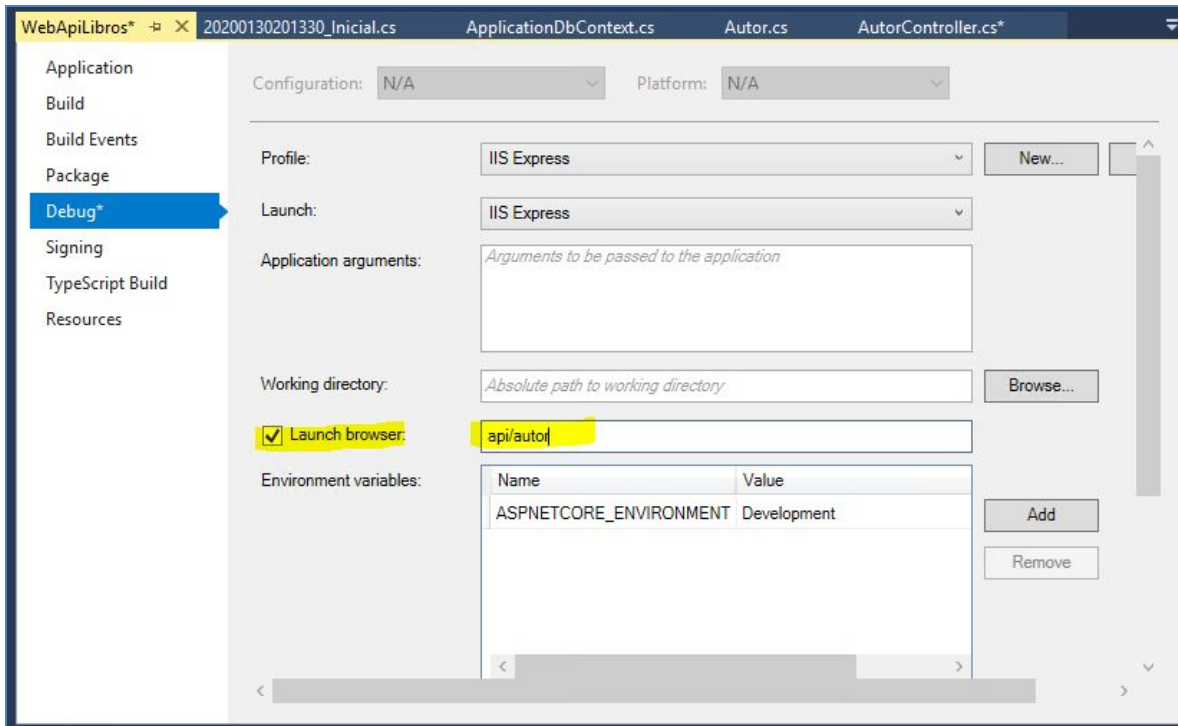 WebApiLibros* 20200130201330_Inicial.cs ApplicationDbContext.cs Autor.cs AutorController.cs*
Application
Build
Build Events
Package
Debug*
Signing
TypeScript Build
Resources
Configuration: N/A Platform: N/A
Profile: IIS Express New...
Launch: IIS Express
Application arguments: Arguments to be passed to the application
Working directory: Absolute path to working directory Browse...
Launch browser: api/autor
Environment variables: Name Value
ASPNETCORE_ENVIRONMENT Development Add
Remove